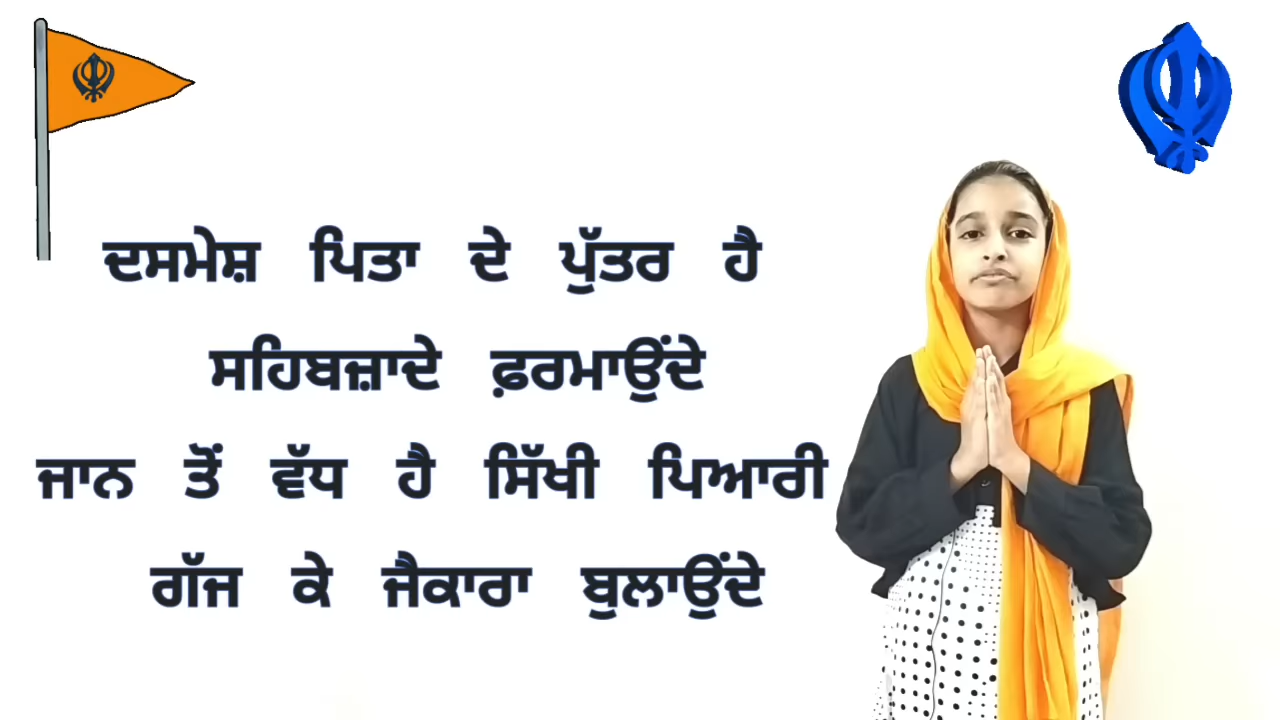 ਦਸਮੇਸ਼ ਪਿਤਾ ਦੇ ਪੁੱਤਰ ਹੈ
ਸਹਿਬਜ਼ਾਦੇ ਫ਼ਰਮਾਉਂਦੇ
ਜਾਨ ਤੋਂ ਵੱਧ ਹੈ ਸਿੱਖੀ ਪਿਆਰੀ
ਗੱਜ ਕੇ ਜੈਕਾਰਾ ਬੁਲਾਉਂਦੇ